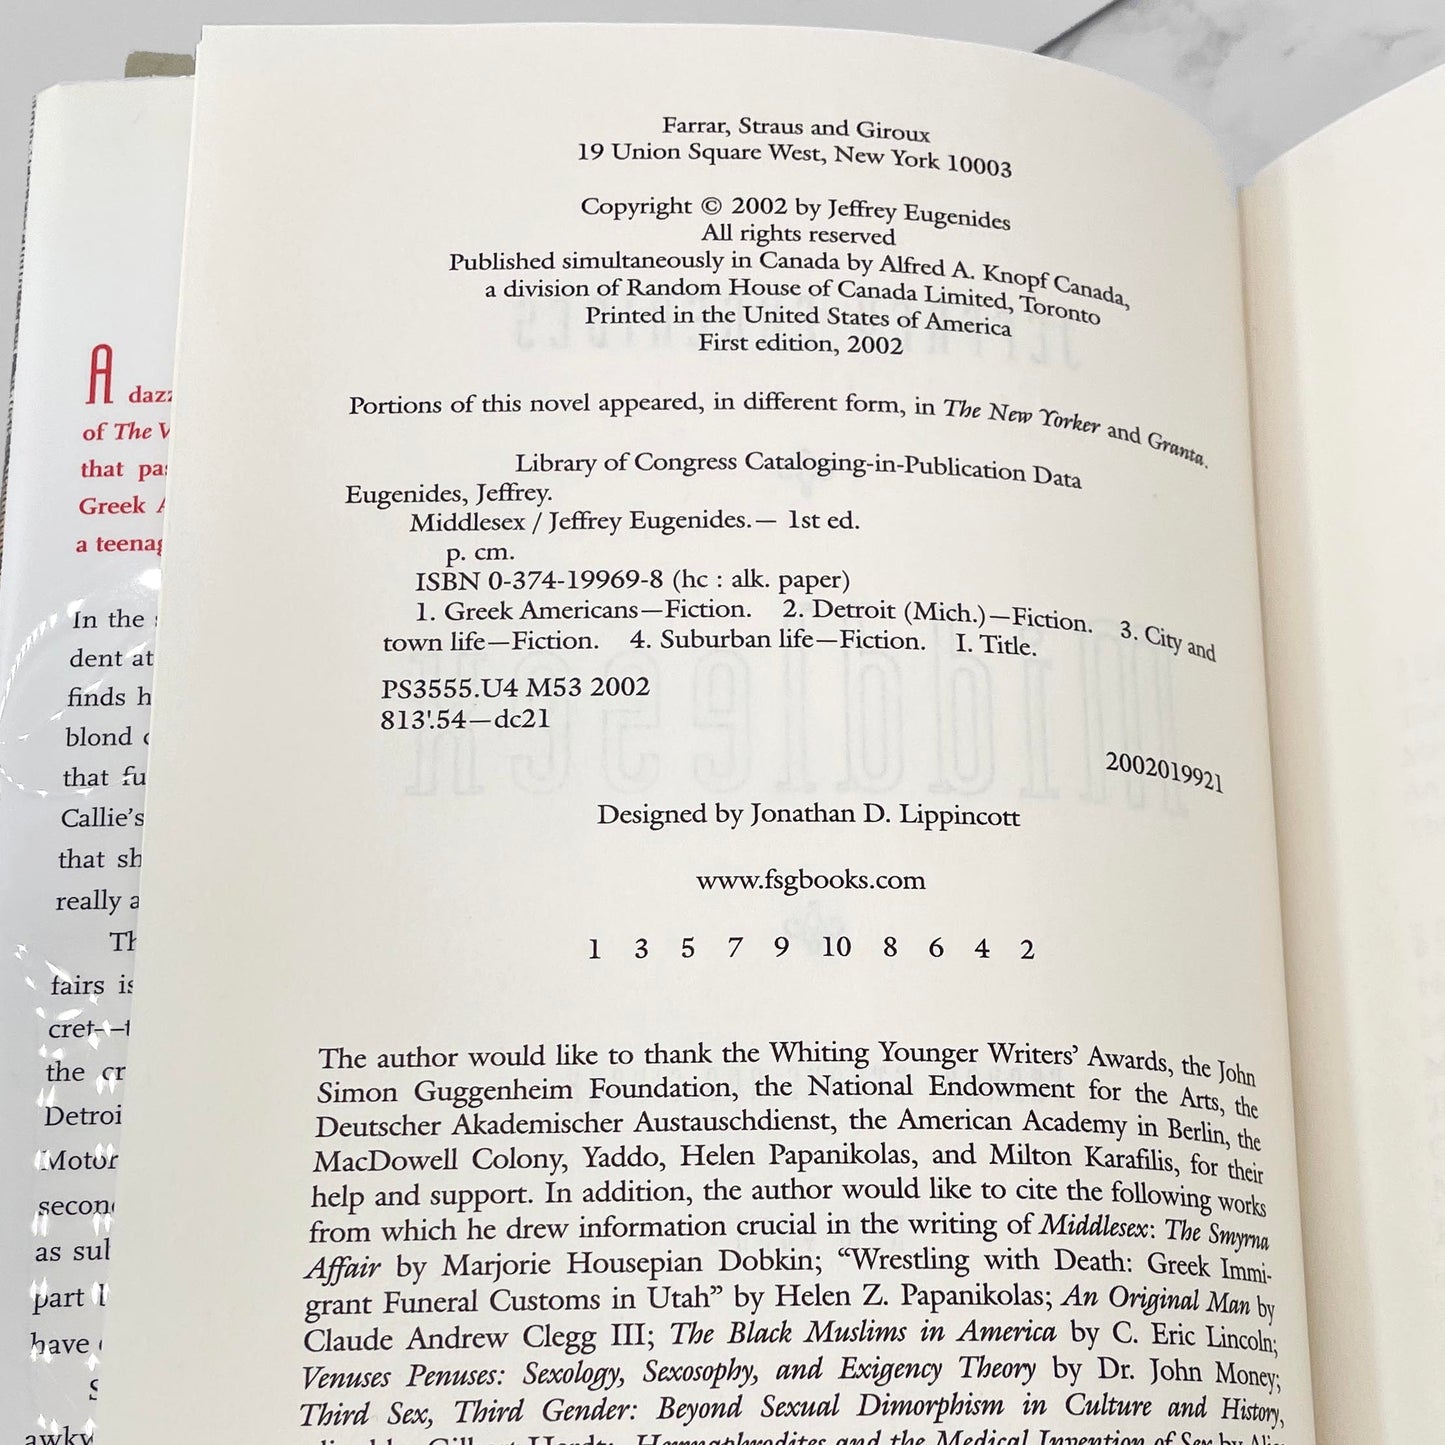 Farrar, Straus and Giroux
19 Union Square West, New York 10003
Copyright © 2002 by Jeffrey Eugenides
All rights reserved
Published simultaneously in Canada by Alfred A. Knopf Canada,
a division of Random House of Canada Limited, Toronto
Printed in the United States of America
First edition, 2002
Portions of this novel appeared, in different form, in The New Yorker and Granta.
Library of Congress Cataloging-in-Publication Data
Eugenides, Jeffrey.
Middlesex / Jeffrey Eugenides.— 1st ed.
p. cm.
ISBN 0-374-19969-8 (hc : alk. paper)
1. Greek Americans—Fiction. 2. Detroit (Mich.)—Fiction. 3. City and
town life—Fiction. 4. Suburban life—Fiction. I. Title.
PS3555.U4 M53 2002
813'.54—dc21
2002019921
Designed by Jonathan D. Lippincott
www.fsgbooks.com
1 3 5 7 9 10 8 6 4 2
The author would like to thank the Whiting Younger Writers' Awards, the John
Simon Guggenheim Foundation, the National Endowment for the Arts, the
Deutscher Akademischer Austauschdienst, the American Academy in Berlin, the
MacDowell Colony, Yaddo, Helen Papanikolas, and Milton Karafilis, for their
help and support. In addition, the author would like to cite the following works
from which he drew information crucial in the writing of Middlesex: The Smyrna
Affair by Marjorie Housepian Dobkin; "Wrestling with Death: Greek Immi-
grant Funeral Customs in Utah" by Helen Z. Papanikolas; An Original Man by
Claude Andrew Clegg III; The Black Muslims in America by C. Eric Lincoln;
Venuses Penuses: Sexology, Sexosophy, and Exigency Theory by Dr. John Money;
Third Sex, Third Gender: Beyond Sexual Dimorphism in Culture and History,
Hermaphrodites and the Medical Invention of Sex by
A
of The
that
Greek
a
In the
dent at
finds
blond
that
Callie's
that
really
fairs
cret—
the
Motor
as
part
have